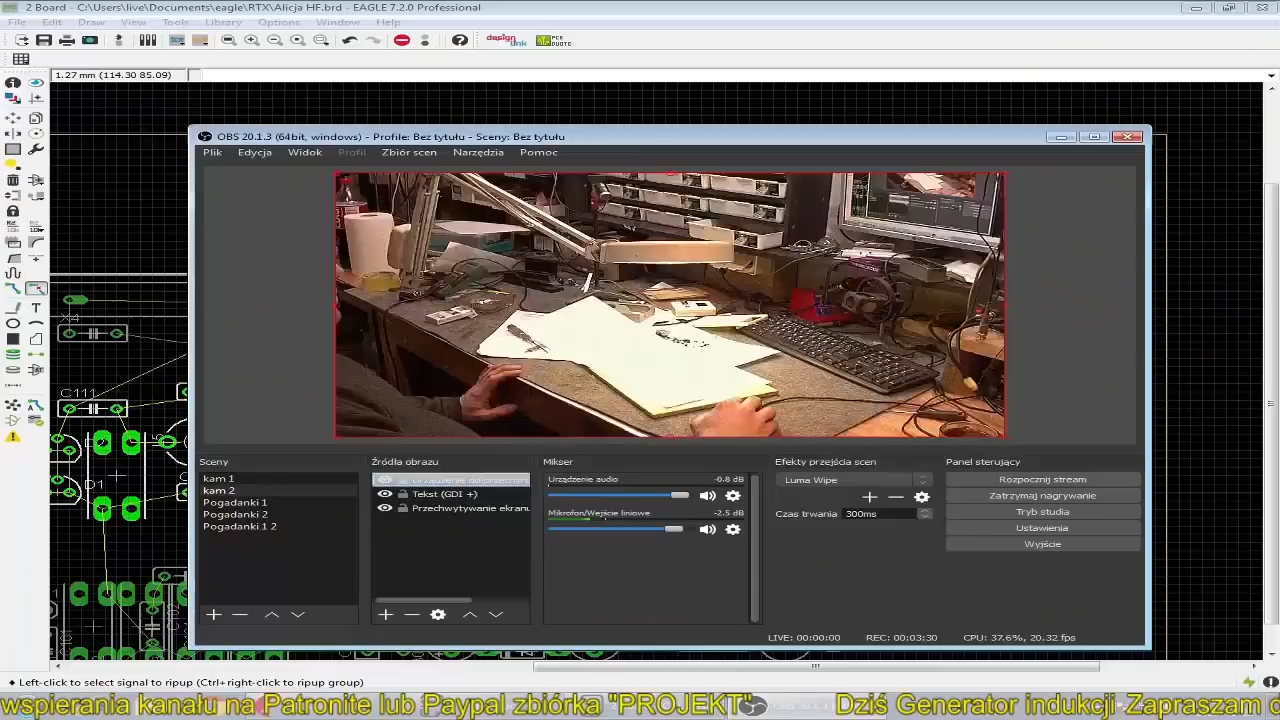 2 Board - C:\Users\live\Documents\eagle\RTX\Alicja HF.brd - EAGLE 7.2.0 Professional
File Edit Draw View Tools Library Options Window Help
design link PCB QUOTE
1.27 mm (114.30 85.09)
OBS 20.1.3 (64bit, windows) - Profile: Bez tytułu - Sceny: Bez tytułu
Plik Edycja Widok Profil Zbiór scen Narzędzia Pomoc
X4
C111
D1
Sceny
kam 1
kam 2
Pogadanki 1
Pogadanki 2
Pogadanki 1 2
Źródła obrazu
Tekst (GDI +)
Przechwytywanie ekranu
Mikser
Urządzenie audio -0.8 dB
Mikrofon/Wejście liniowe -2.5 dB
Efekty przejścia scen
Luma Wipe
Czas trwania 300ms
Panel sterujący
Rozpocznij stream
Zatrzymaj nagrywanie
Tryb studia
Ustawienia
Wyjście
LIVE: 00:00:00 REC: 00:03:30 CPU: 37.6%, 20.32 fps
Left-click to select signal to ripup (Ctrl+right-click to ripup group)
wspierania kanału na Patronite lub Paypal zbiórka "PROJEKT" Dziś Generator indukcji Zapraszam d